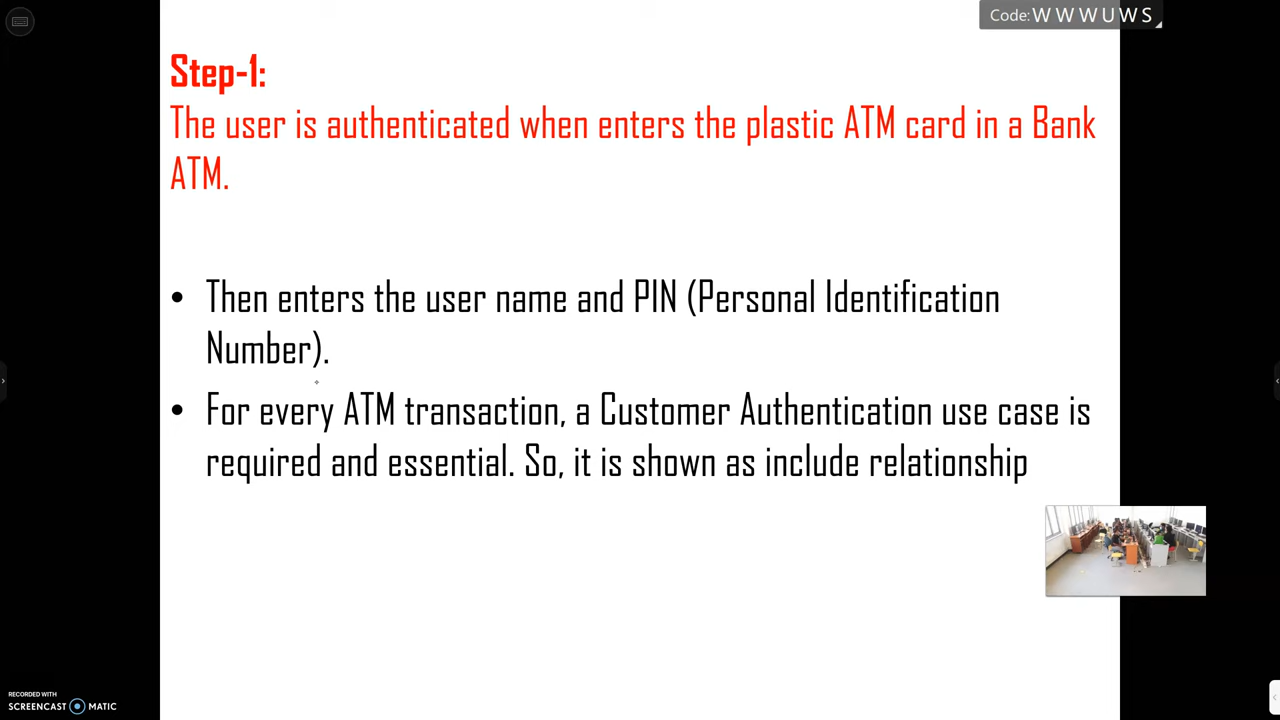 Code:WWWUWS
Step-1:
The user is authenticated when enters the plastic ATM card in a Bank
ATM.
• Then enters the user name and PIN (Personal Identification
Number).
• For every ATM transaction, a Customer Authentication use case is
required and essential. So, it is shown as include relationship
RECORDED WITH
SCREENCAST MATIC